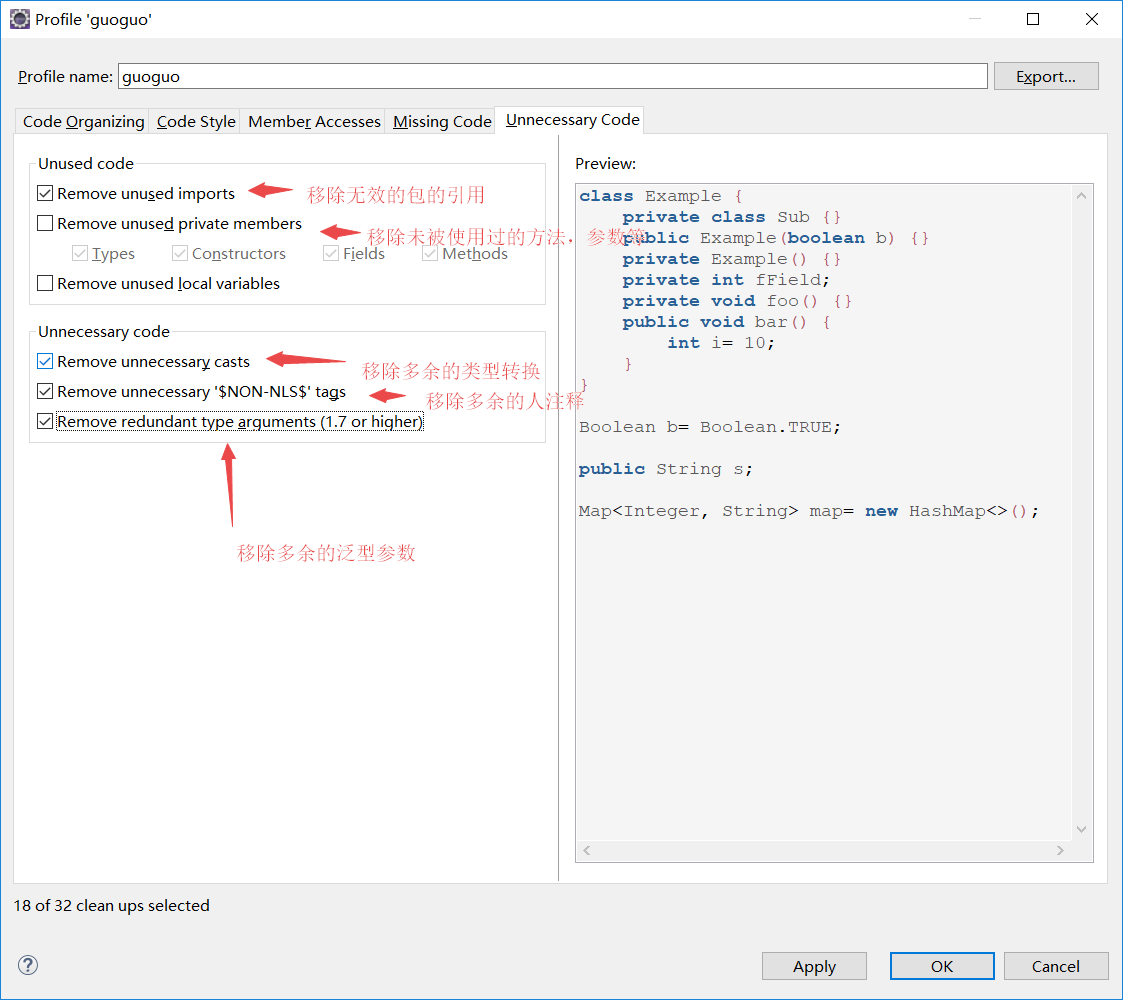 Profile 'guoguo'
Profile name: guoguo Export...
Code Organizing Code Style Member Accesses Missing Code Unnecessary Code
Unused code
Remove unused imports 移除无效的包的引用
Remove unused private members 移除未被使用过的方法，参数等
Types Constructors Fields Methods
Remove unused local variables
Unnecessary code
Remove unnecessary casts 移除多余的类型转换
Remove unnecessary '$NON-NLS$' tags 移除多余的人注释
Remove redundant type arguments (1.7 or higher)
移除多余的泛型参数
Preview:
class Example {
    private class Sub {}
    public Example(boolean b) {}
    private Example() {}
    private int fField;
    private void foo() {}
    public void bar() {
        int i= 10;
    }
}
Boolean b= Boolean.TRUE;
public String s;
Map<Integer, String> map= new HashMap<>();
18 of 32 clean ups selected
? Apply OK Cancel